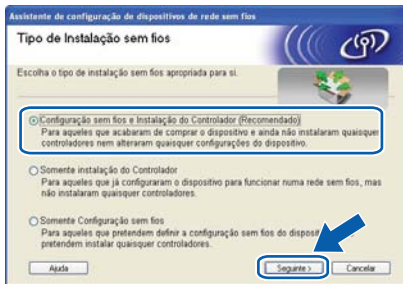 Assistente de configuração de dispositivos de rede sem fios
Tipo de Instalação sem fios
Escolha o tipo de instalação sem fios apropriada para si.
Configuração sem fios e Instalação do Controlador (Recomendado)
Para aqueles que acabaram de comprar o dispositivo e ainda não instalaram quaisquer
controladores nem alteraram quaisquer configurações do dispositivo.
Somente instalação do Controlador
Para aqueles que já configuraram o dispositivo para funcionar numa rede sem fios, mas
não instalaram quaisquer controladores.
Somente Configuração sem fios
Para aqueles que pretendem definir a configuração sem fios do
pretendem instalar quaisquer controladores.
Ajuda
Seguinte >
Cancelar